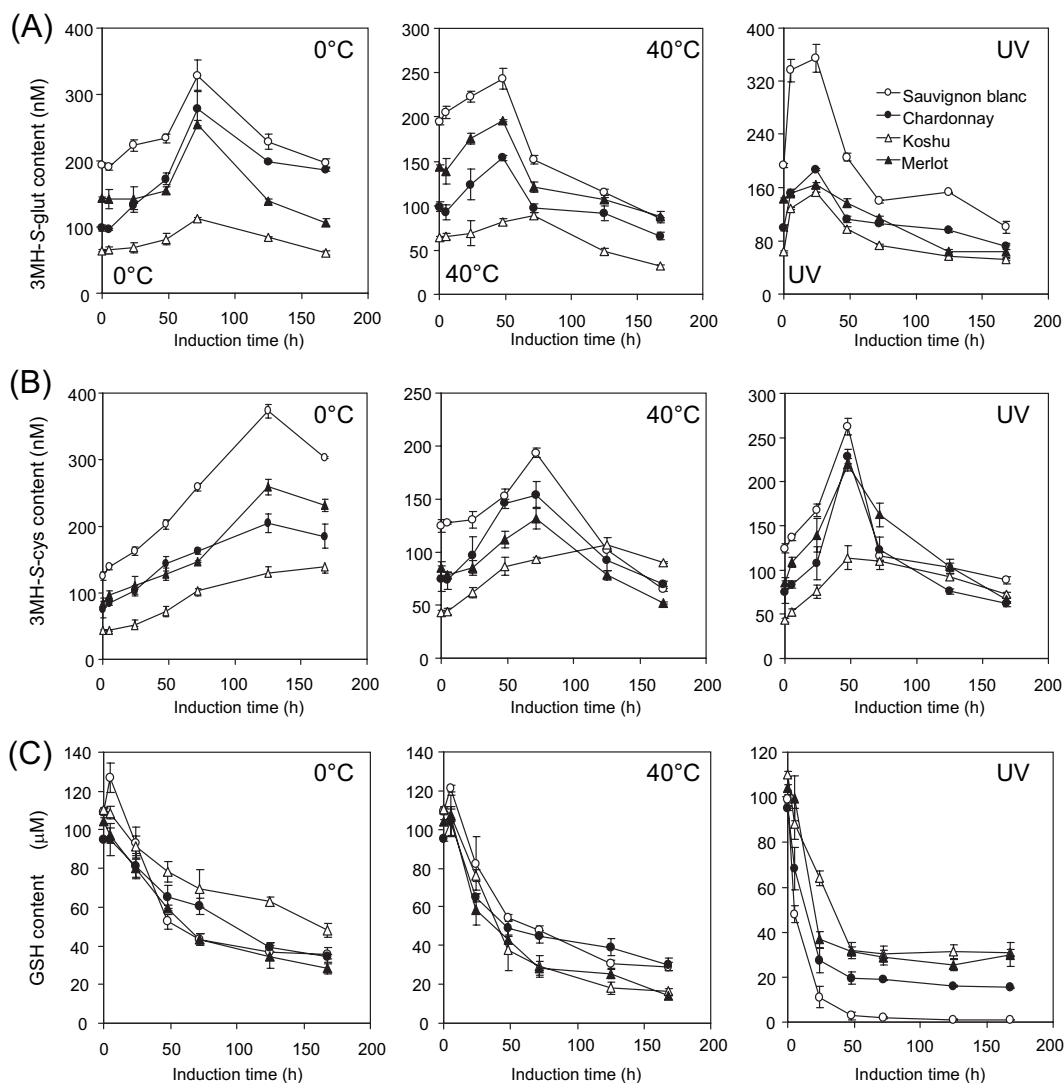 (A)
3MH-S-glut content (nM)
400
300
200
100
0
0°C
0°C
0 50 100 150 200
Induction time (h)
300
250
200
150
100
50
0
40°C
40°C
0 50 100 150 200
Induction time (h)
400
320
240
160
80
0
UV
Sauvignon blanc
Chardonnay
Koshu
Merlot
UV
0 50 100 150 200
Induction time (h)
(B)
3MH-S-cys content (nM)
400
300
200
100
0
0°C
0 50 100 150 200
Induction time (h)
250
200
150
100
50
0
40°C
0 50 100 150 200
Induction time (h)
300
250
200
150
100
50
0
UV
0 50 100 150 200
Induction time (h)
(C)
GSH content (μM)
140
120
100
80
60
40
20
0
0°C
0 50 100 150 200
Induction time (h)
140
120
100
80
60
40
20
0
40°C
0 50 100 150 200
Induction time (h)
120
100
80
60
40
20
0
UV
0 50 100 150 200
Induction time (h)